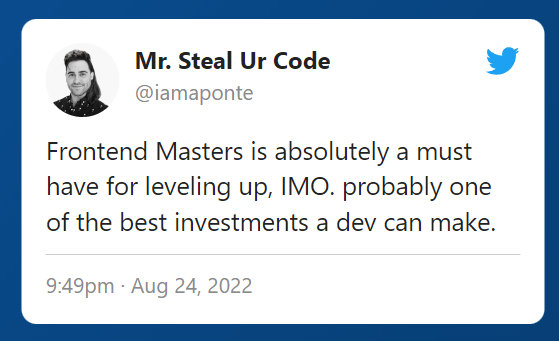 Mr. Steal Ur Code
@iamaponte
Frontend Masters is absolutely a must
have for leveling up, IMO. probably one
of the best investments a dev can make.
9:49pm · Aug 24, 2022